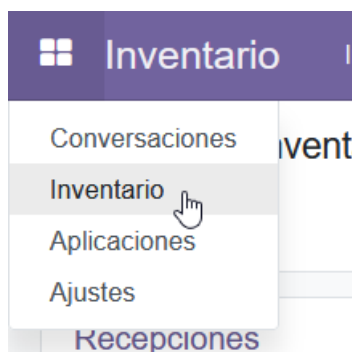 Inventario
Conversaciones
Inventario
Aplicaciones
Ajustes
Recepciones